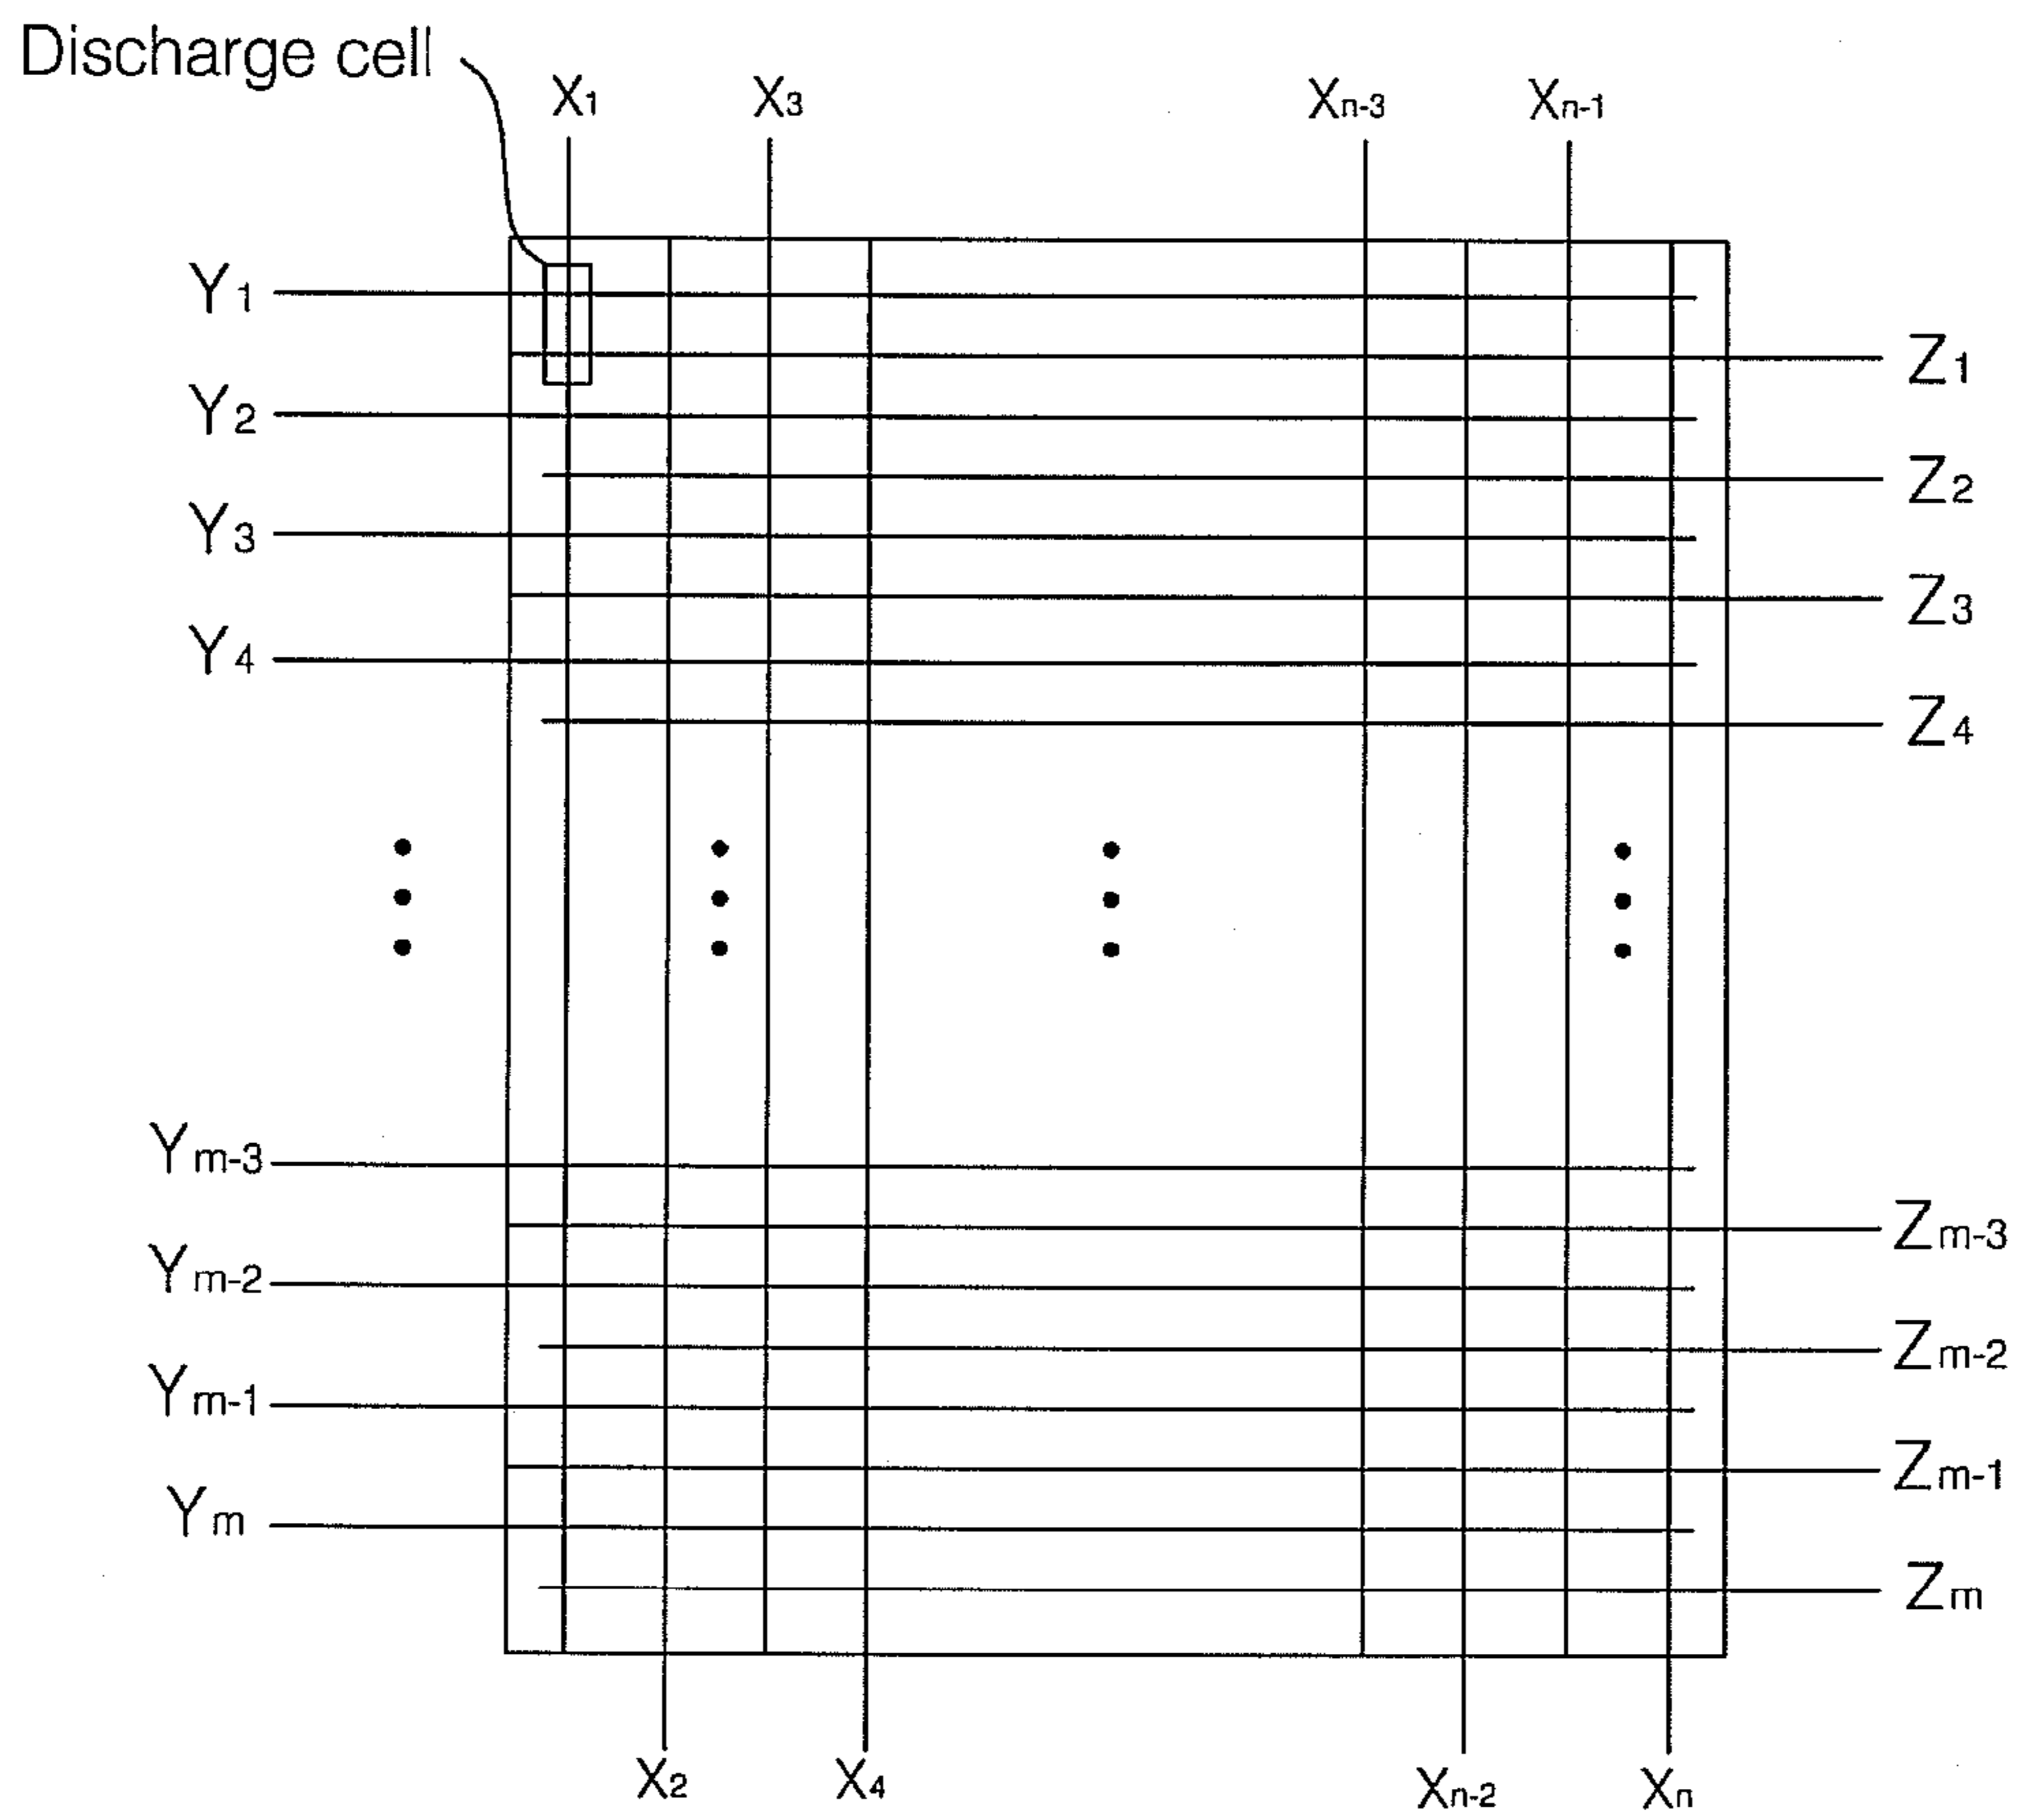 Discharge cell
X1 X3 Xn-3 Xn-1
Y1
Z1
Y2
Z2
Y3
Z3
Y4
Z4
Ym-3
Zm-3
Ym-2
Zm-2
Ym-1
Zm-1
Ym
Zm
X2 X4 Xn-2 Xn